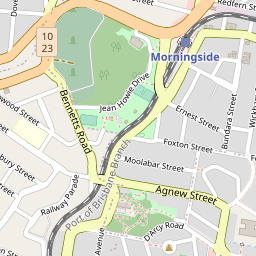 Redfern Street
10
23
Morningside
Jean Howie Drive
Bennetts Road
Ernest Street
Bundara Street
Foxton Street
Port of Brisbane Branch
Moolabar Street
Agnew Street
Railway Parade
D'Arcy Road
Avenue